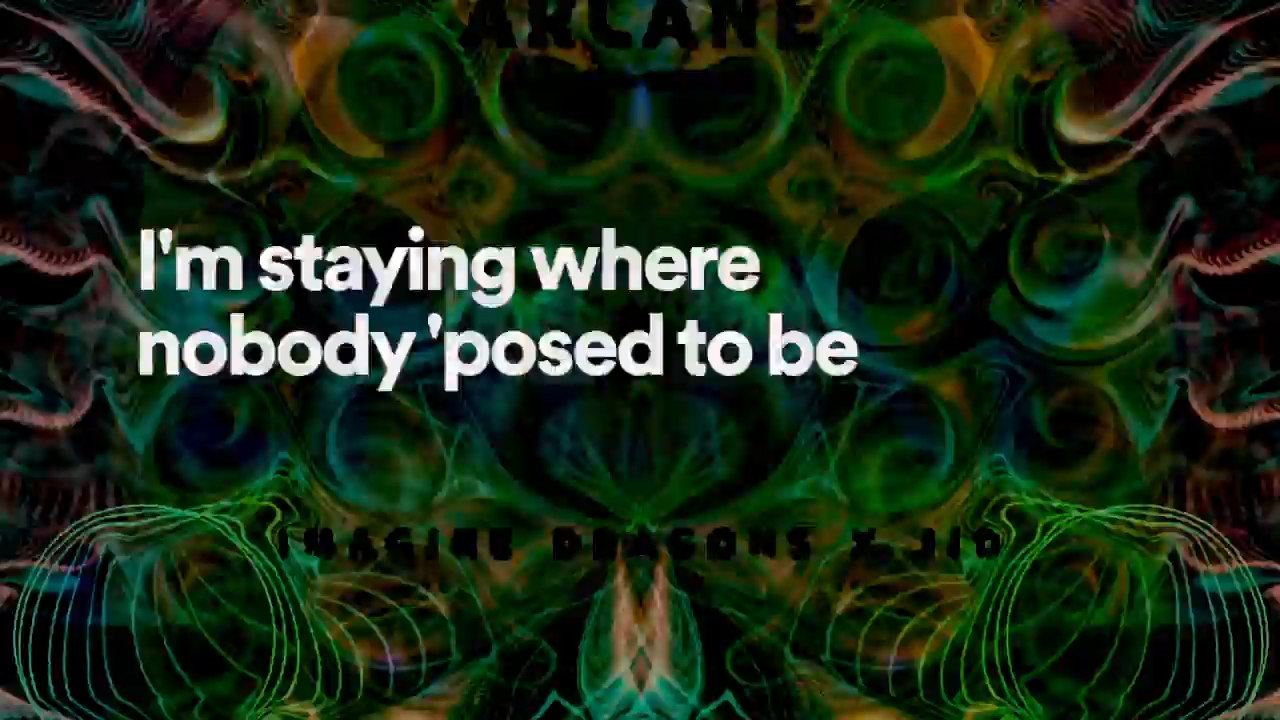 ARCANE
I'm staying where
nobody 'posed to be
IMAGINE DRAGONS X JID